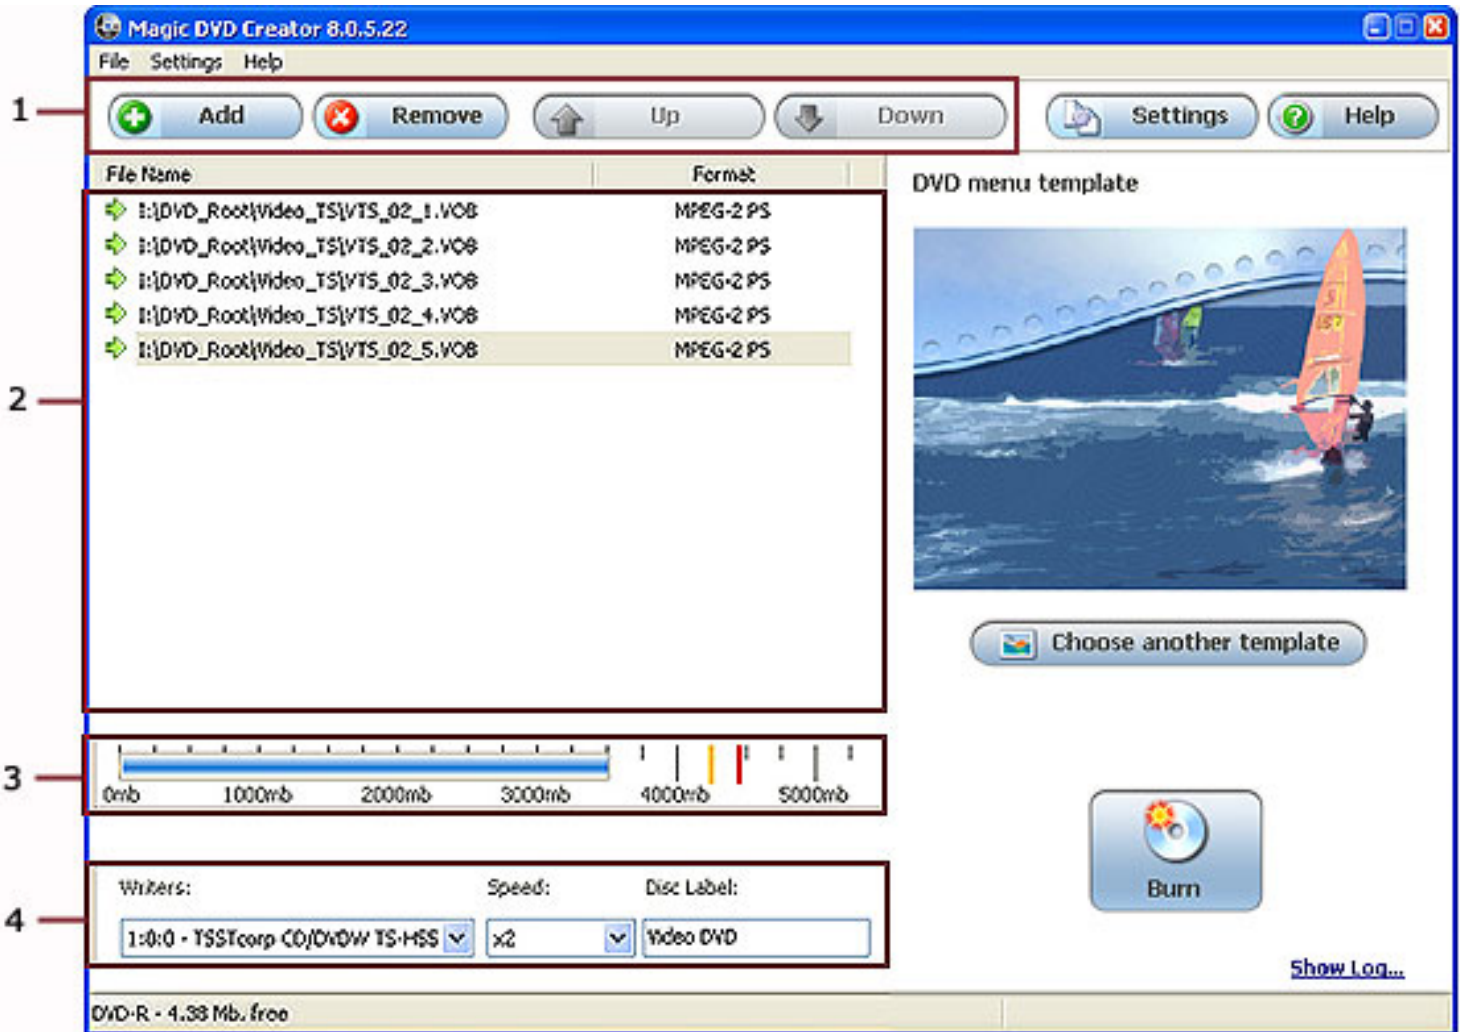 Magic DVD Creator 8.0.5.22
File Settings Help
1
Add Remove Up Down Settings Help
File Name Format
DVD menu template
I:\DVD_Root\Video_TS\VTS_02_1.VOB MPEG-2 PS
I:\DVD_Root\Video_TS\VTS_02_2.VOB MPEG-2 PS
I:\DVD_Root\Video_TS\VTS_02_3.VOB MPEG-2 PS
I:\DVD_Root\Video_TS\VTS_02_4.VOB MPEG-2 PS
I:\DVD_Root\Video_TS\VTS_02_5.VOB MPEG-2 PS
2
Choose another template
3
0mb 1000mb 2000mb 3000mb 4000mb 5000mb
Burn
Writers: Speed: Disc Label:
4
1:0:0 - TSSTcorp CD/DVDW TS-H55 x2 Video DVD
Show Log...
DVD-R - 4.38 Mb. free